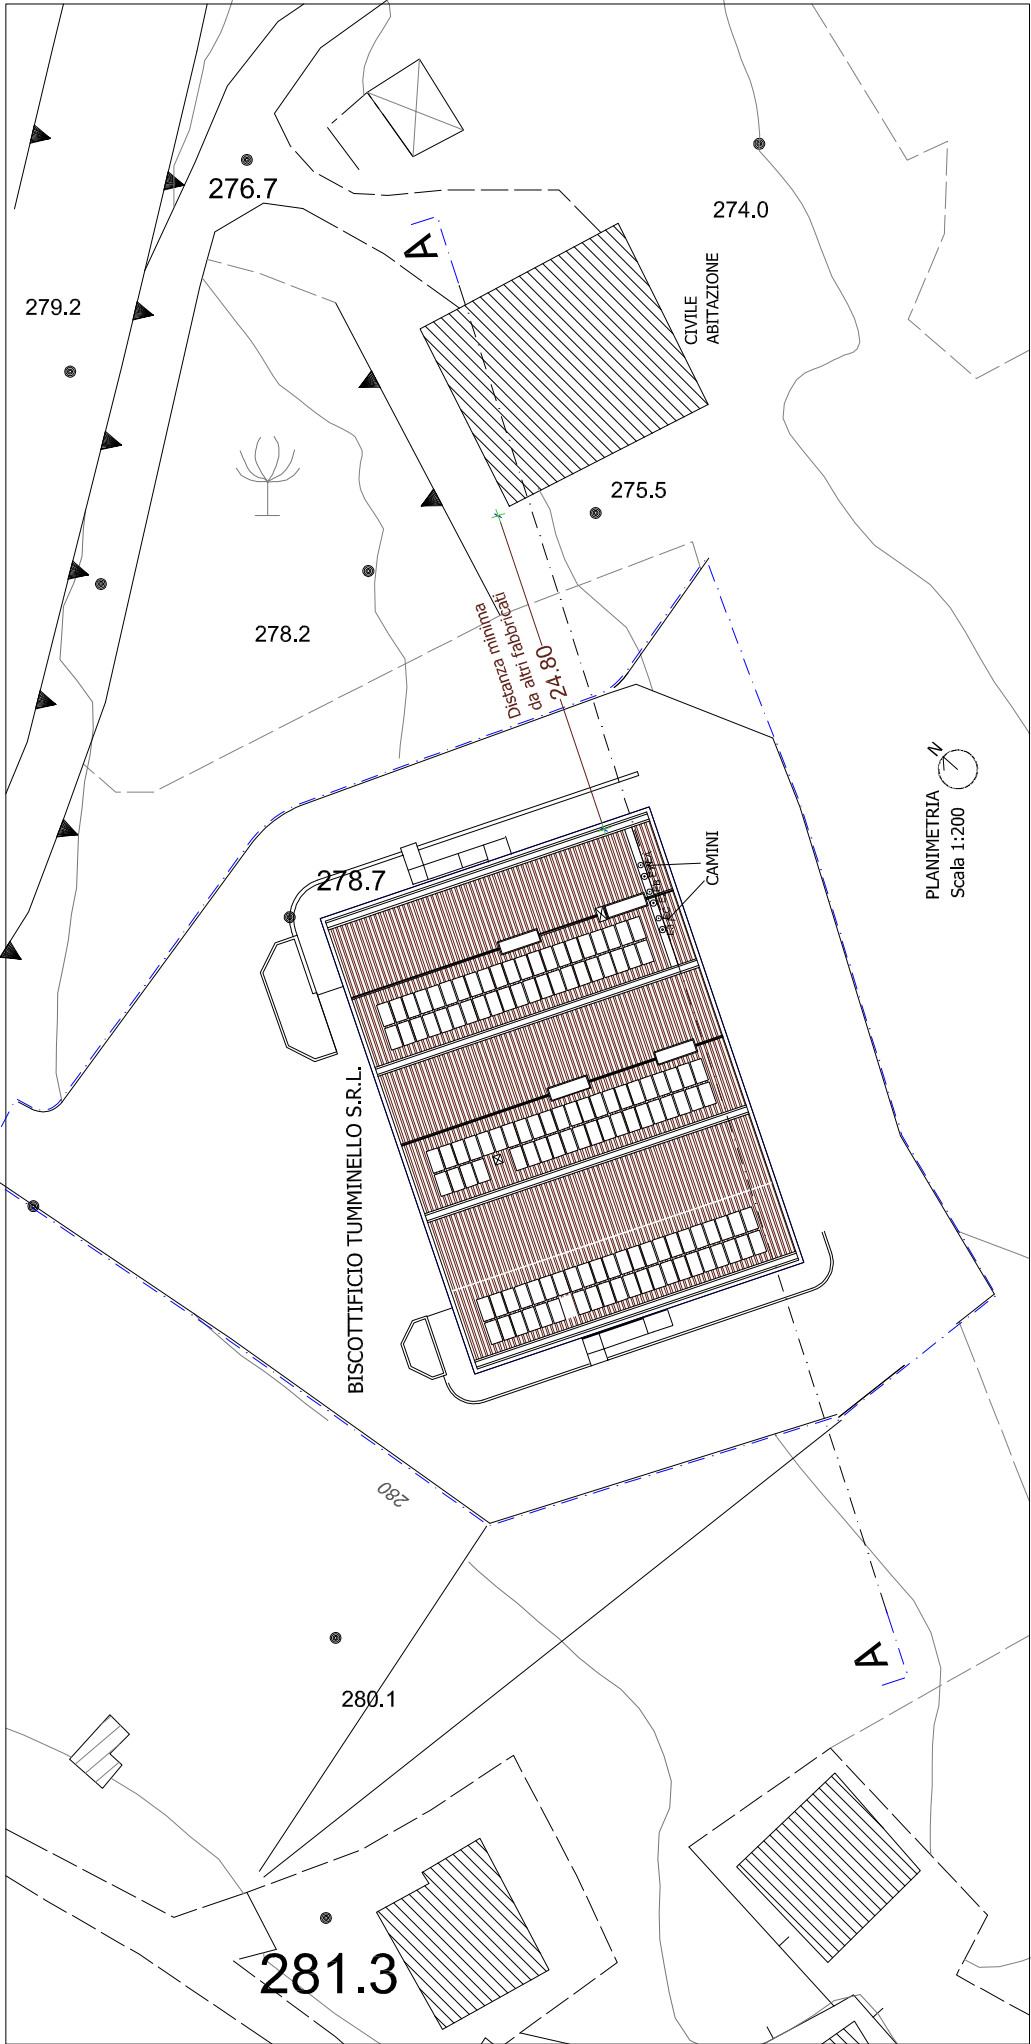 276.7
274.0
A
279.2
CIVILE
ABITAZIONE
275.5
278.2
Distanza minima
da altri fabbricati
24.80
N
PLANIMETRIA
Scala 1:200
CAMINI
278.7
BISCOTTIFICIO TUMMINELLO S.R.L.
280
A
280.1
281.3